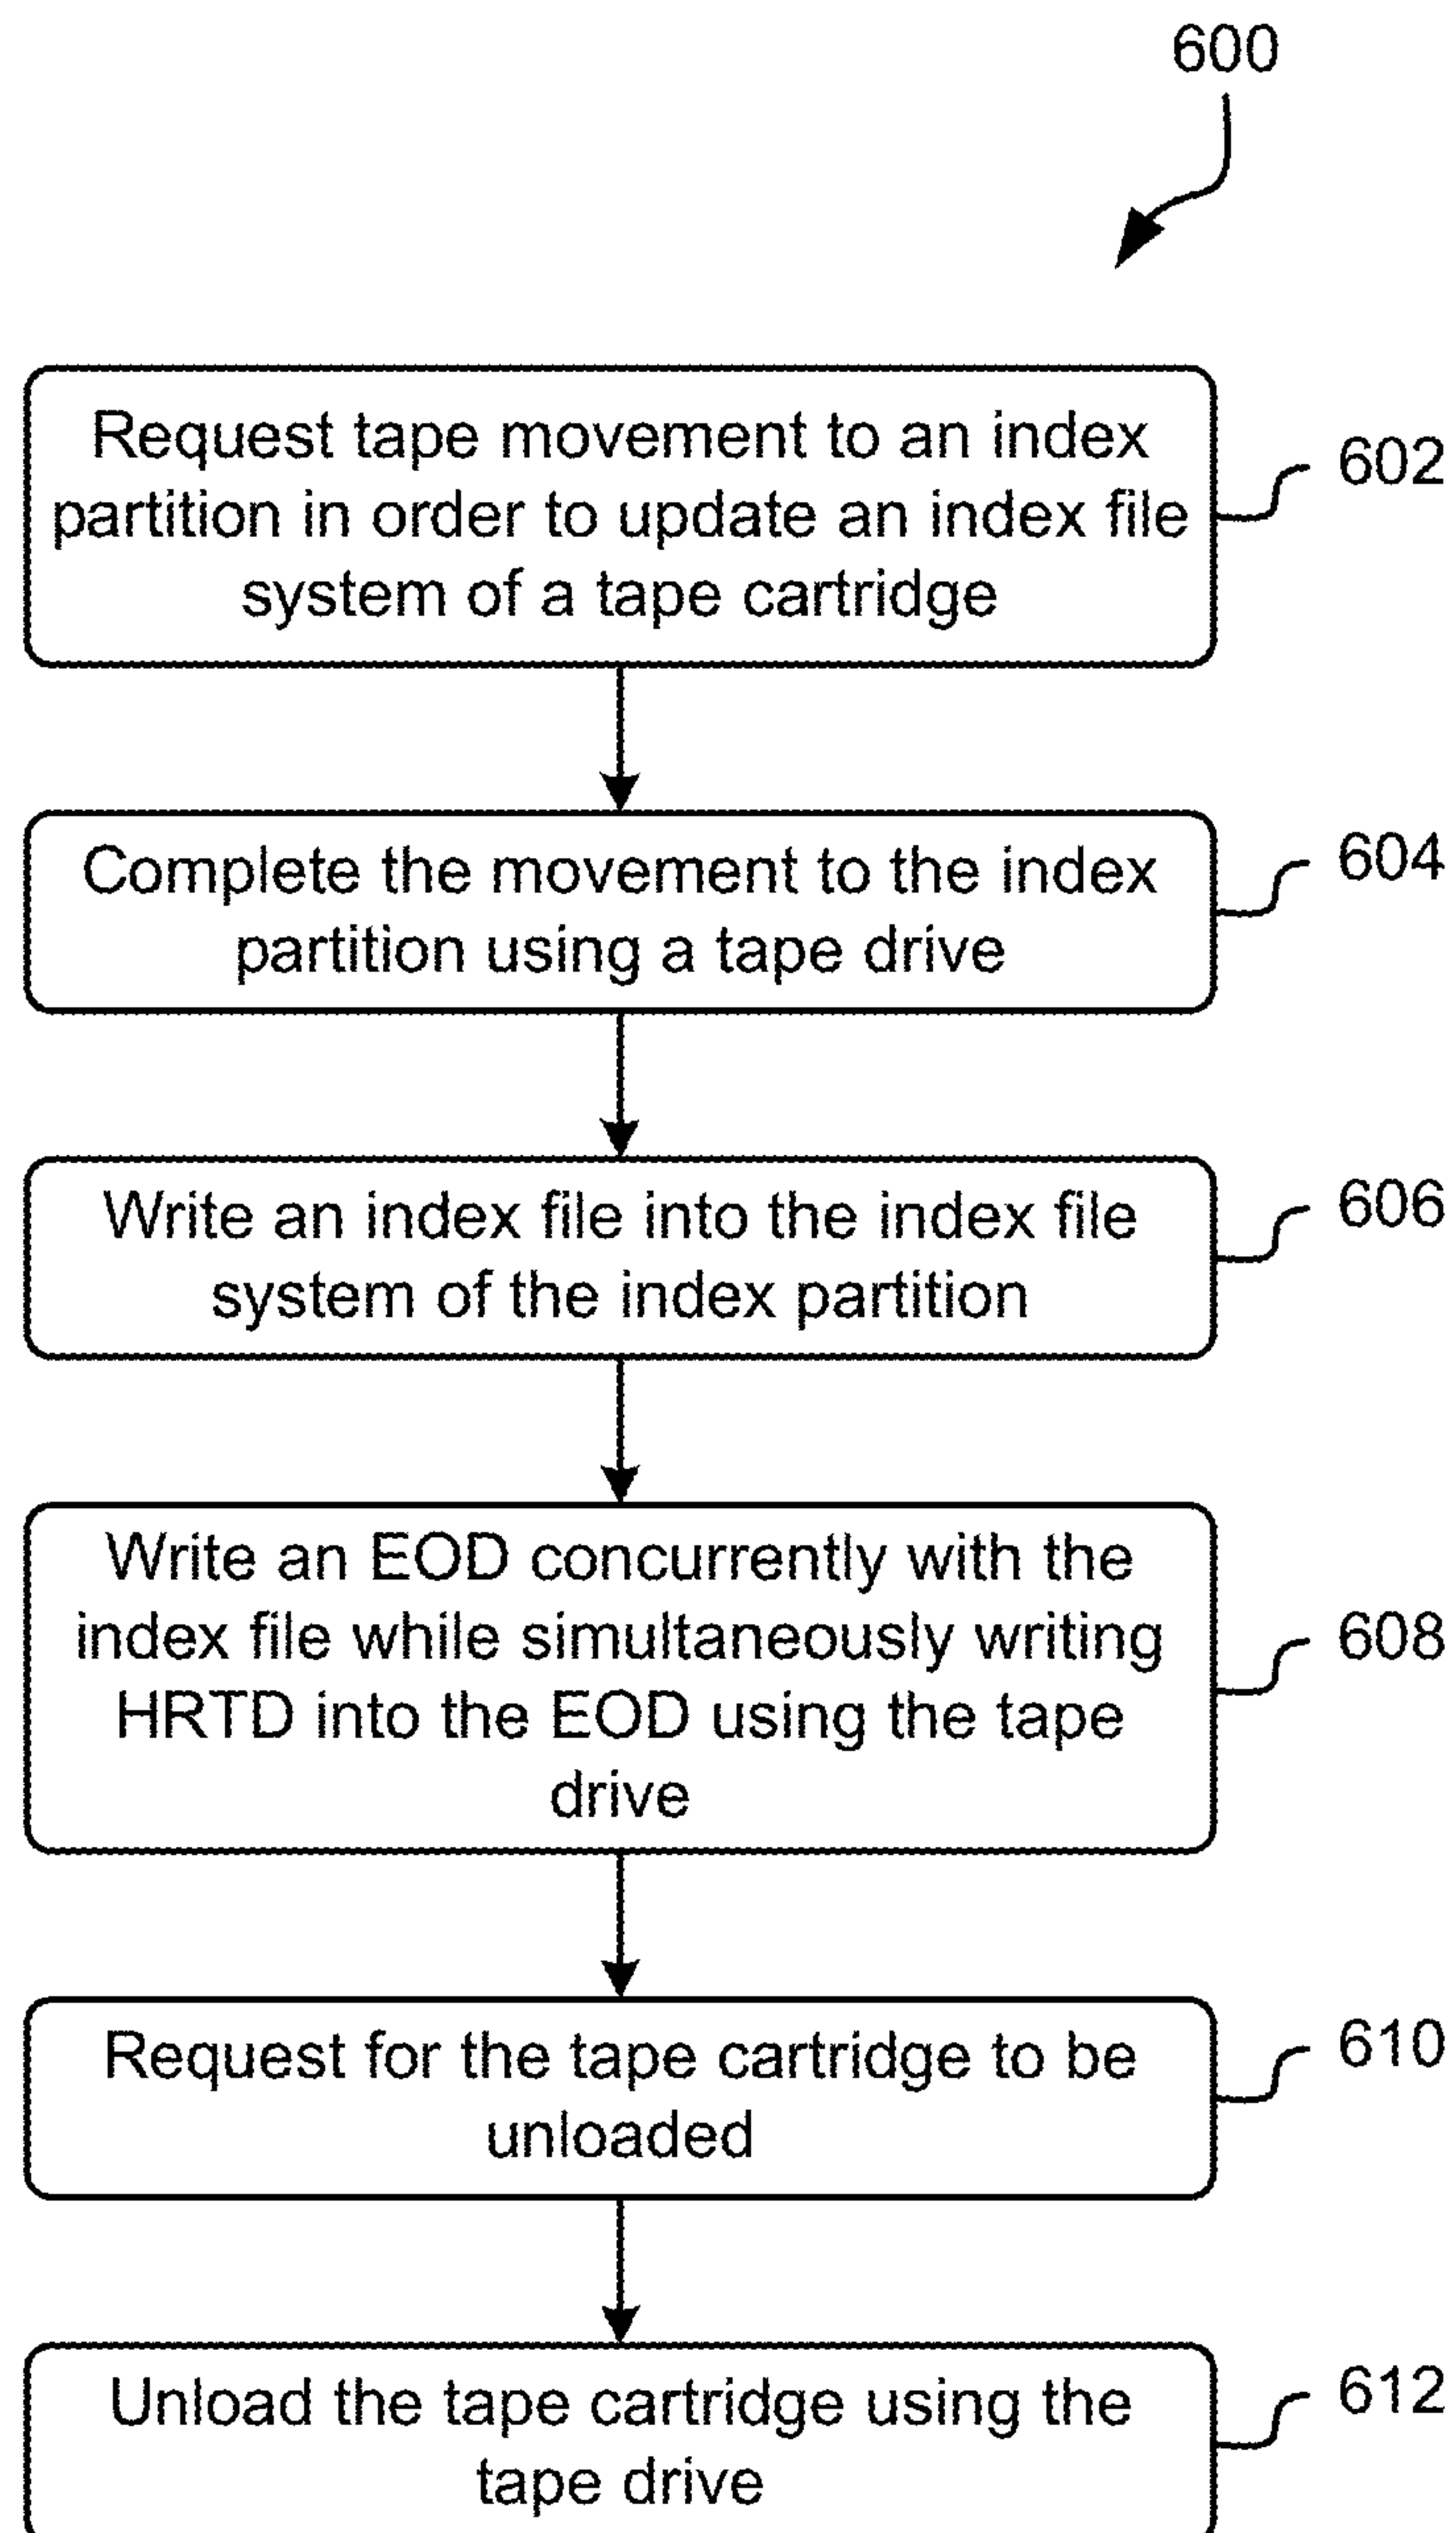 600
Request tape movement to an index
partition in order to update an index file
system of a tape cartridge
602
Complete the movement to the index
partition using a tape drive
604
Write an index file into the index file
system of the index partition
606
Write an EOD concurrently with the
index file while simultaneously writing
HRTD into the EOD using the tape
drive
608
Request for the tape cartridge to be
unloaded
610
Unload the tape cartridge using the
tape drive
612